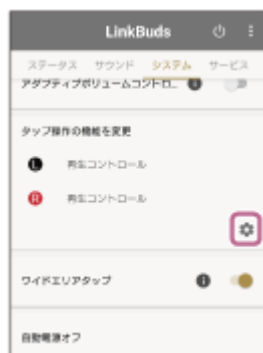 LinkBuds
ステータス サウンド システム サービス
アダプティブボリュームコントロ...
タップ操作の機能を変更
L 再生コントロール
R 再生コントロール
ワイドエリアタップ
自動電源オフ